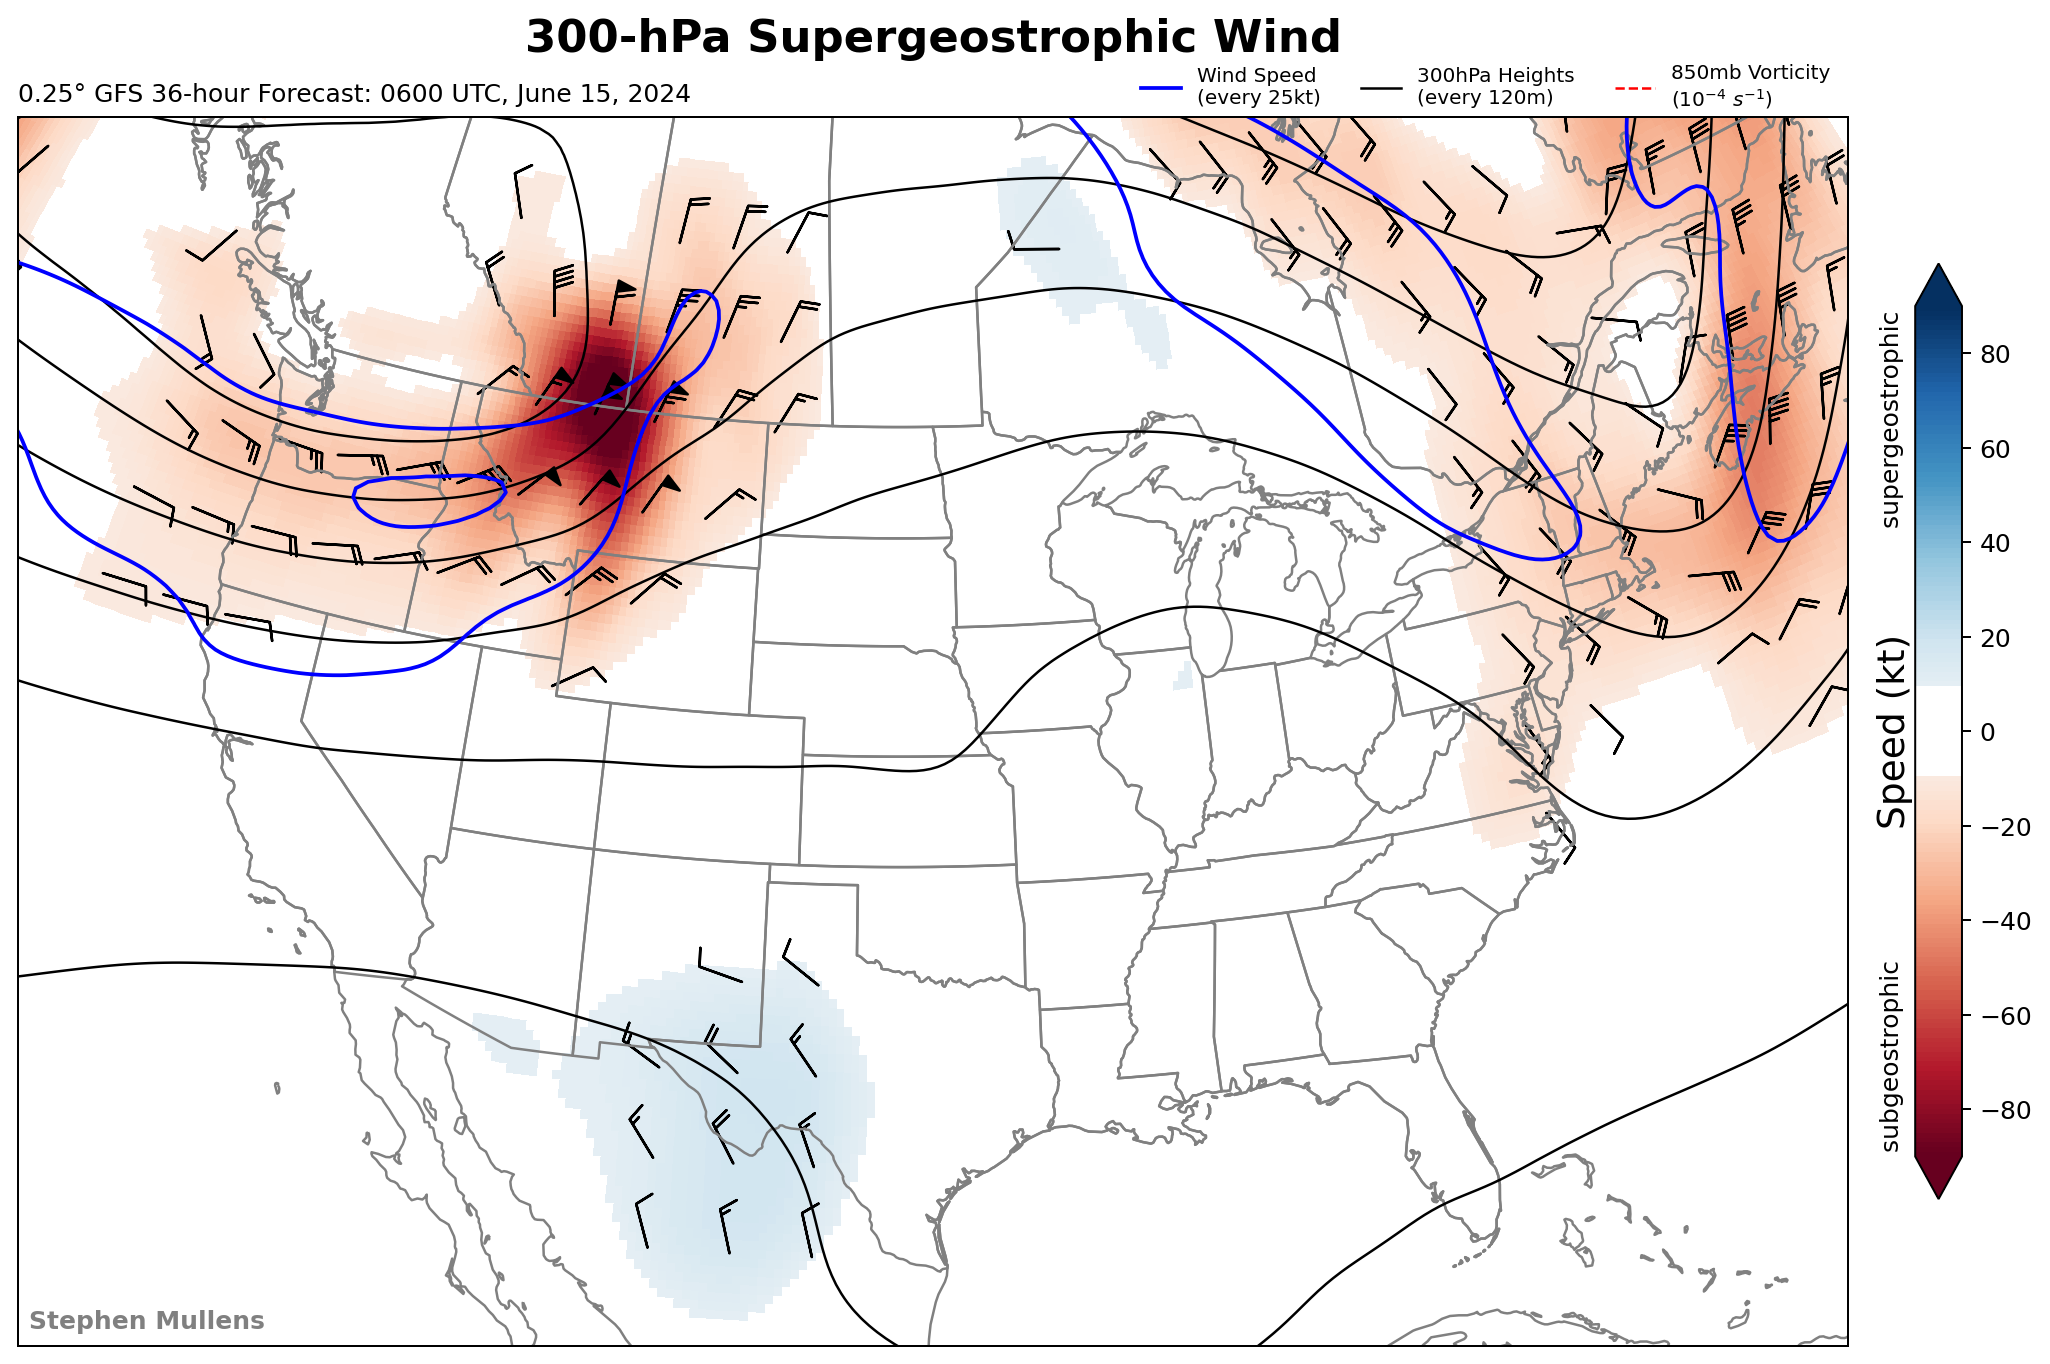 300-hPa Supergeostrophic Wind
0.25° GFS 36-hour Forecast: 0600 UTC, June 15, 2024
Wind Speed
(every 25kt)
300hPa Heights
(every 120m)
850mb Vorticity
(10⁻⁴ s⁻¹)
supergeostrophic
Speed (kt)
subgeostrophic
80
60
40
20
0
−20
−40
−60
−80
Stephen Mullens